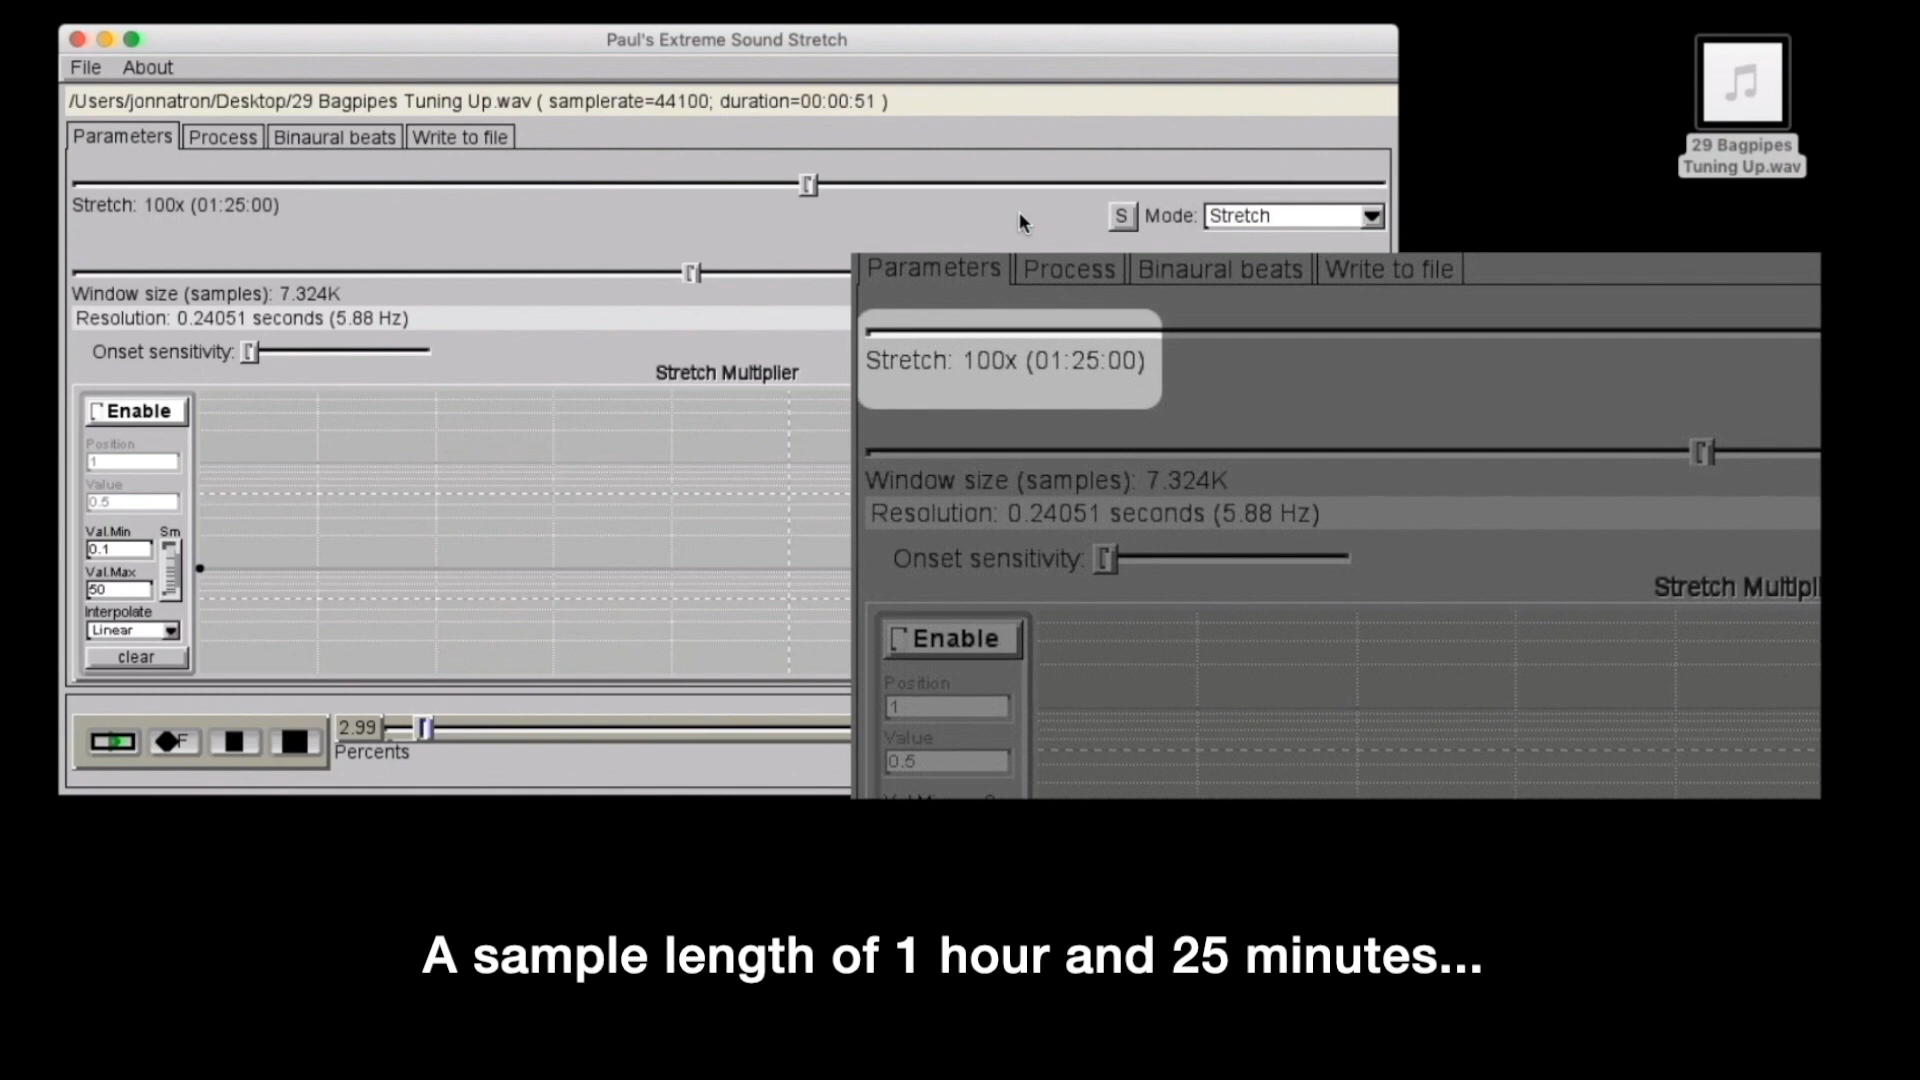 Paul's Extreme Sound Stretch
File About
/Users/jonnatron/Desktop/29 Bagpipes Tuning Up.wav ( samplerate=44100; duration=00:00:51 )
Parameters Process Binaural beats Write to file
Stretch: 100x (01:25:00)
S Mode: Stretch
Window size (samples): 7.324K
Resolution: 0.24051 seconds (5.88 Hz)
Onset sensitivity:
Stretch Multiplier
Enable
Position
1
Value
0.5
Val.Min Sm
0.1
Val.Max
50
Interpolate
Linear
clear
F
2.99
Percents
29 Bagpipes
Tuning Up.wav
Parameters Process Binaural beats Write to file
Stretch: 100x (01:25:00)
Window size (samples): 7.324K
Resolution: 0.24051 seconds (5.88 Hz)
Onset sensitivity:
Stretch Multipl
Enable
Position
1
Value
0.5
A sample length of 1 hour and 25 minutes...